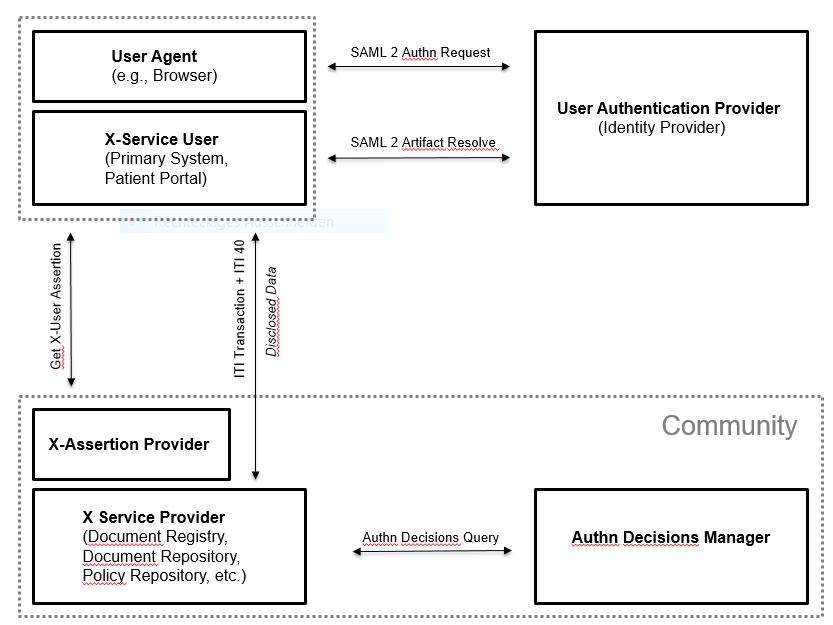 User Agent
(e.g., Browser)
SAML 2 Authn Request
User Authentication Provider
(Identity Provider)
X-Service User
(Primary System,
Patient Portal)
SAML 2 Artifact Resolve
Rechteckiges Ausschneiden
Get X-User Assertion
ITI Transaction + ITI 40
Disclosed Data
Community
X-Assertion Provider
X Service Provider
(Document Registry,
Document Repository,
Policy Repository, etc.)
Authn Decisions Query
Authn Decisions Manager